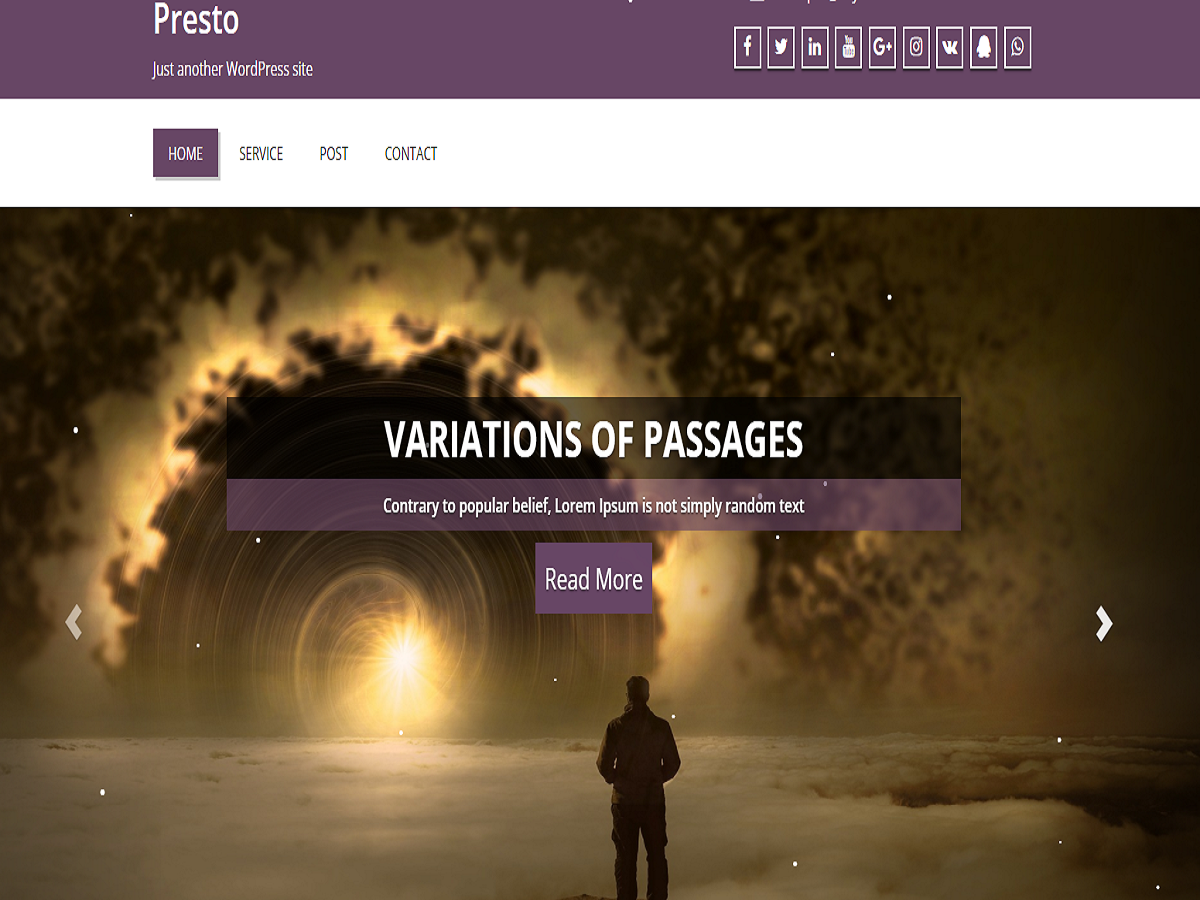 Presto
Just another WordPress site
HOME SERVICE POST CONTACT
VARIATIONS OF PASSAGES
Contrary to popular belief, Lorem Ipsum is not simply random text
Read More